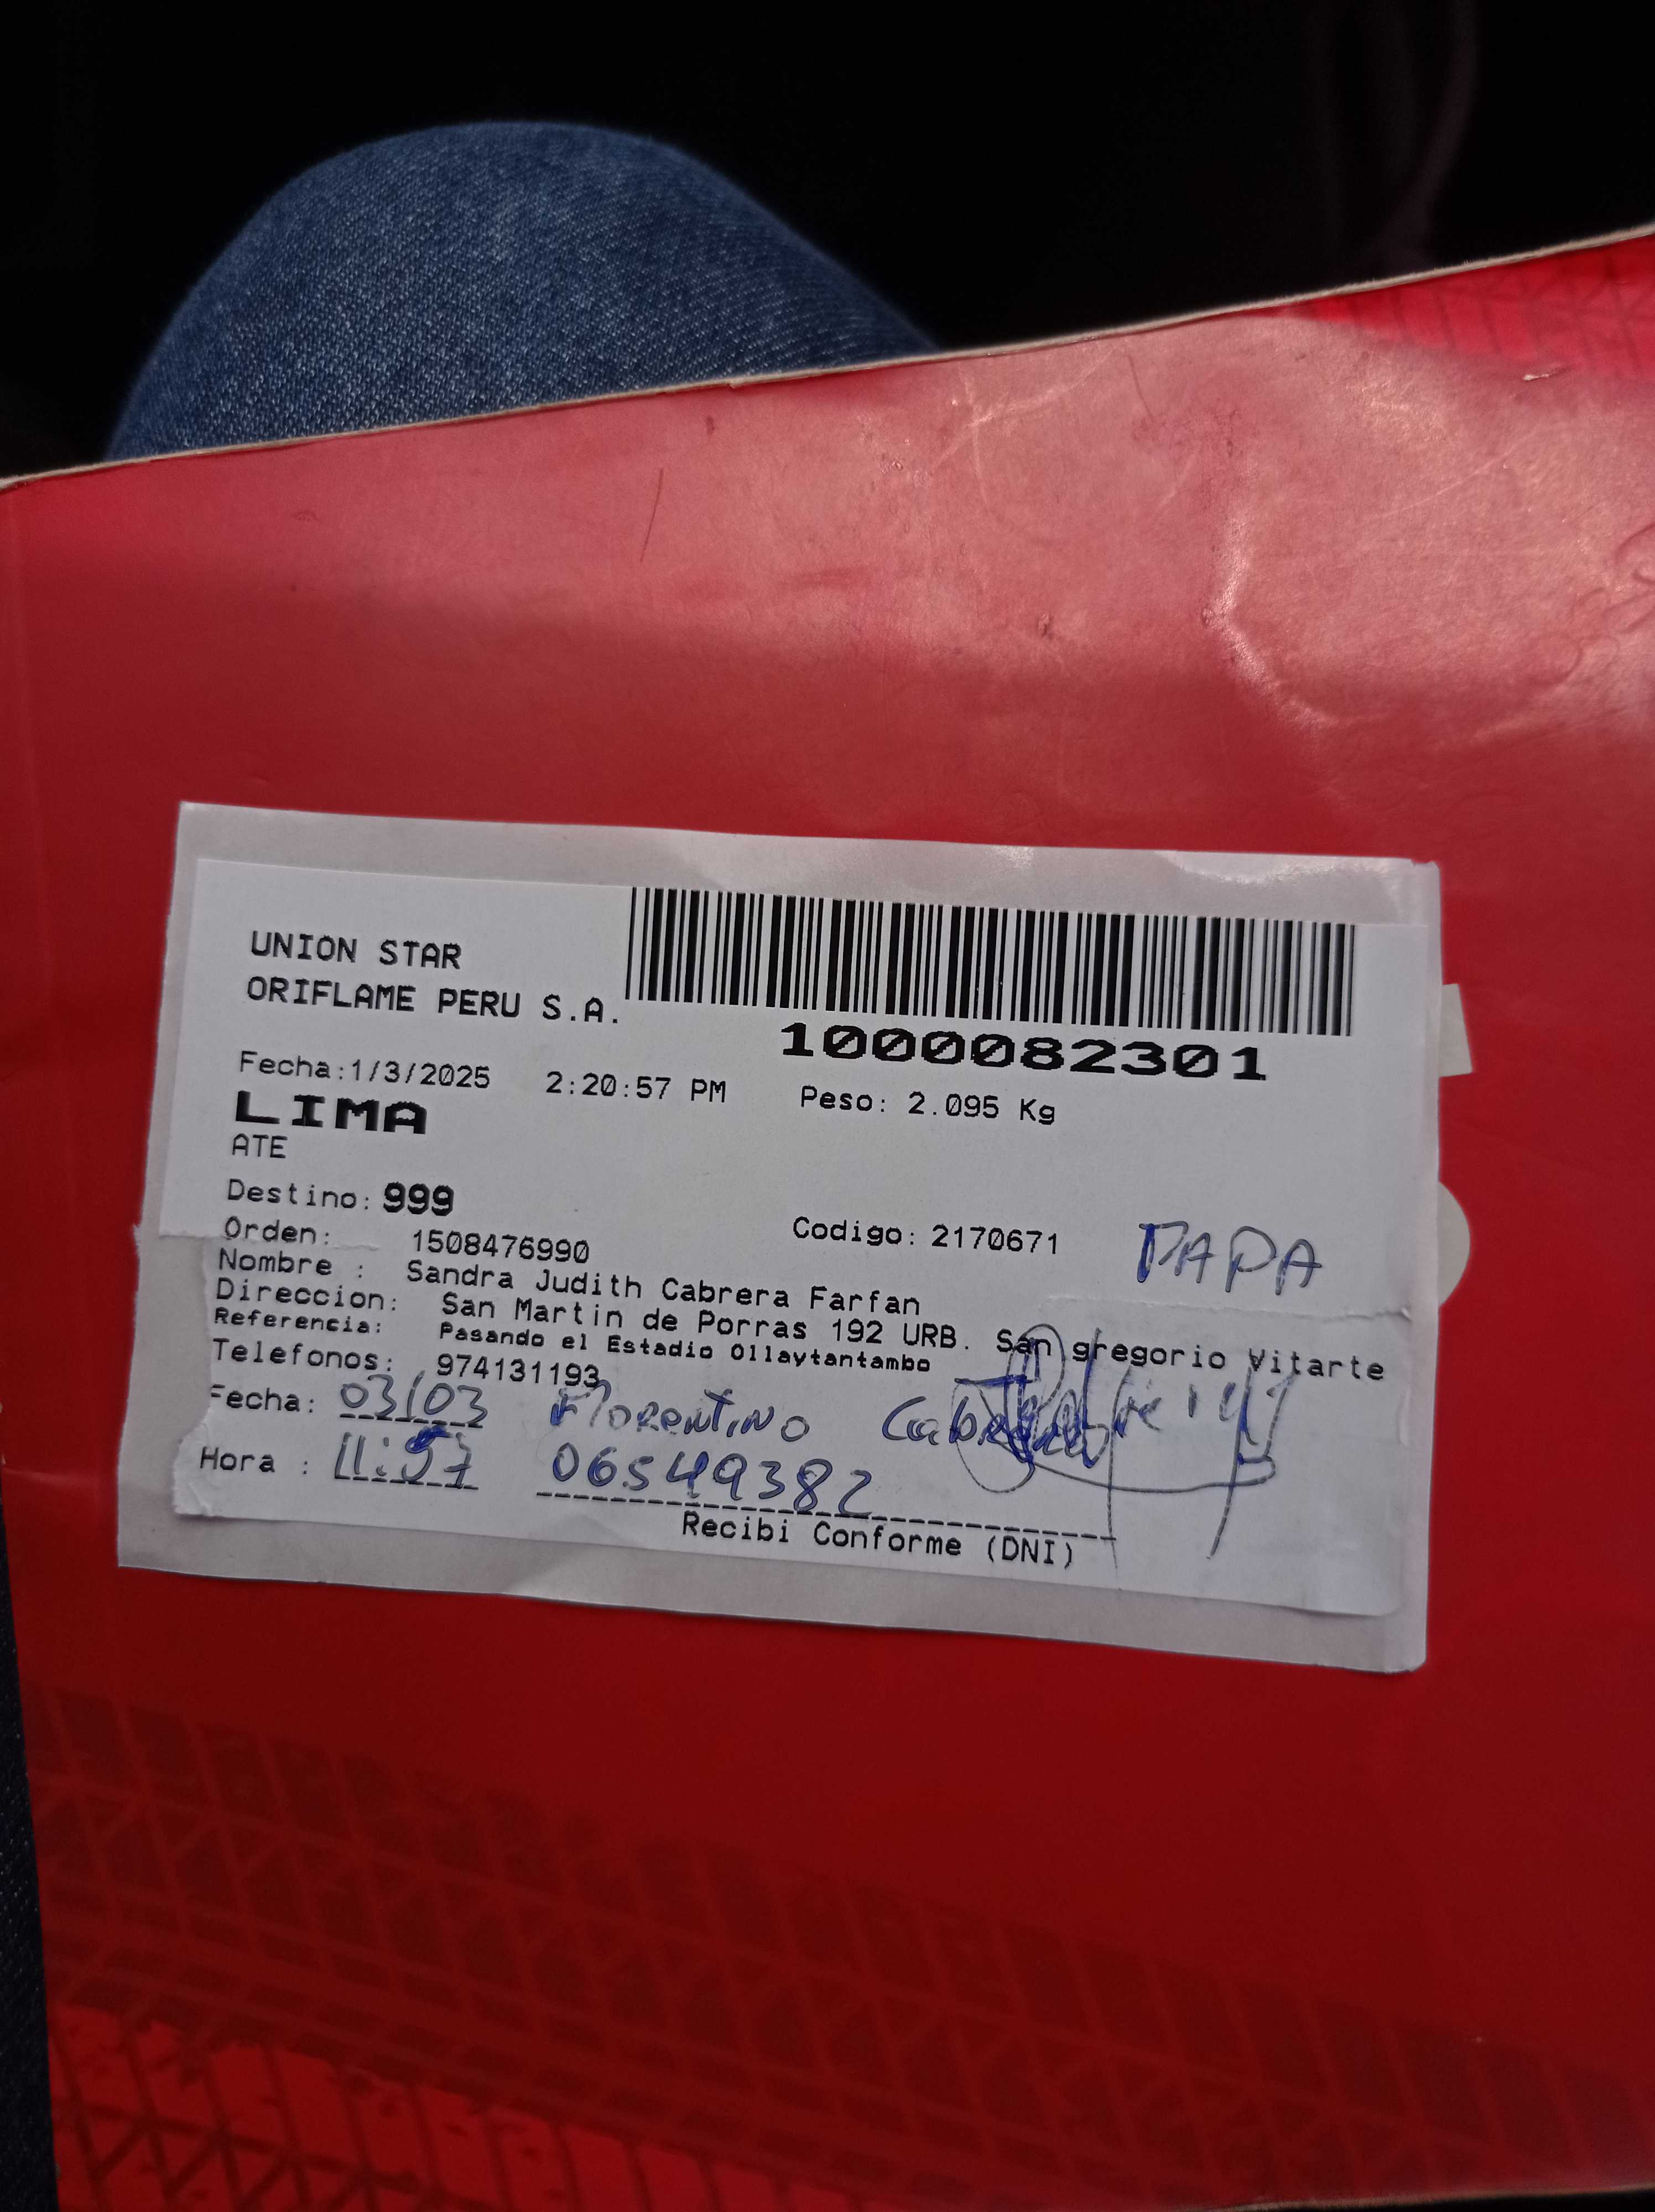 UNION STAR
ORIFLAME PERU S.A.
1000082301
Fecha:1/3/2025 2:20:57 PM Peso: 2.095 Kg
LIMA
ATE
Destino: 999
Orden: 1508476990 Codigo: 2170671 PAPA
Nombre : Sandra Judith Cabrera Farfan
Direccion: San Martin de Porras 192 URB. San gregorio Vitarte
Referencia: Pasando el Estadio Ollaytantambo
Telefonos: 974131193
Fecha: 03/03 Florentino
Hora : 11:57 06549382
Recibi Conforme (DNI)